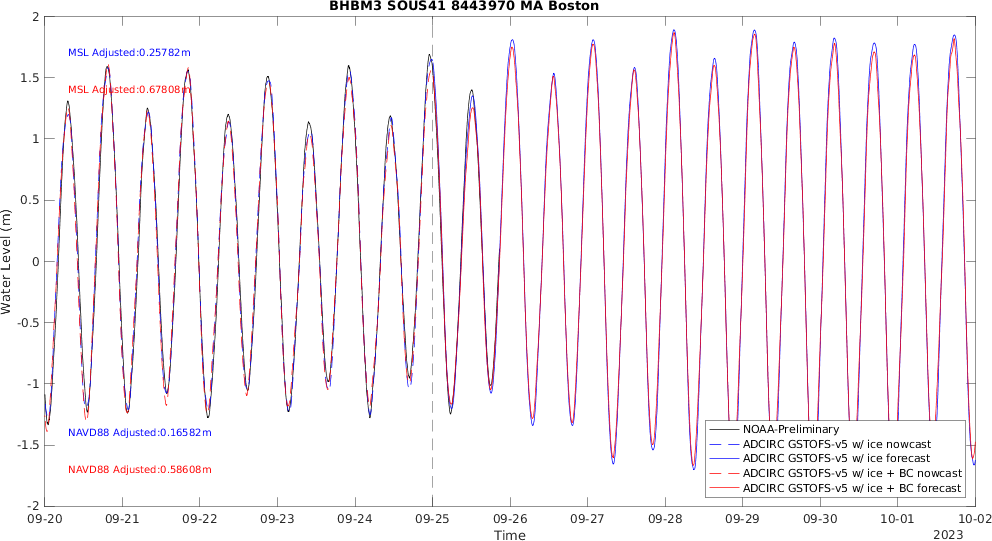 BHBM3 SOUS41 8443970 MA Boston
2
1.5
1
0.5
0
-0.5
-1
-1.5
-2
Water Level (m)
MSL Adjusted:0.25782m
MSL Adjusted:0.67808m
NAVD88 Adjusted:0.16582m
NAVD88 Adjusted:0.58608m
NOAA-Preliminary
ADCIRC GSTOFS-v5 w/ ice nowcast
ADCIRC GSTOFS-v5 w/ ice forecast
ADCIRC GSTOFS-v5 w/ ice + BC nowcast
ADCIRC GSTOFS-v5 w/ ice + BC forecast
09-20 09-21 09-22 09-23 09-24 09-25 09-26 09-27 09-28 09-29 09-30 10-01 10-02
Time
2023